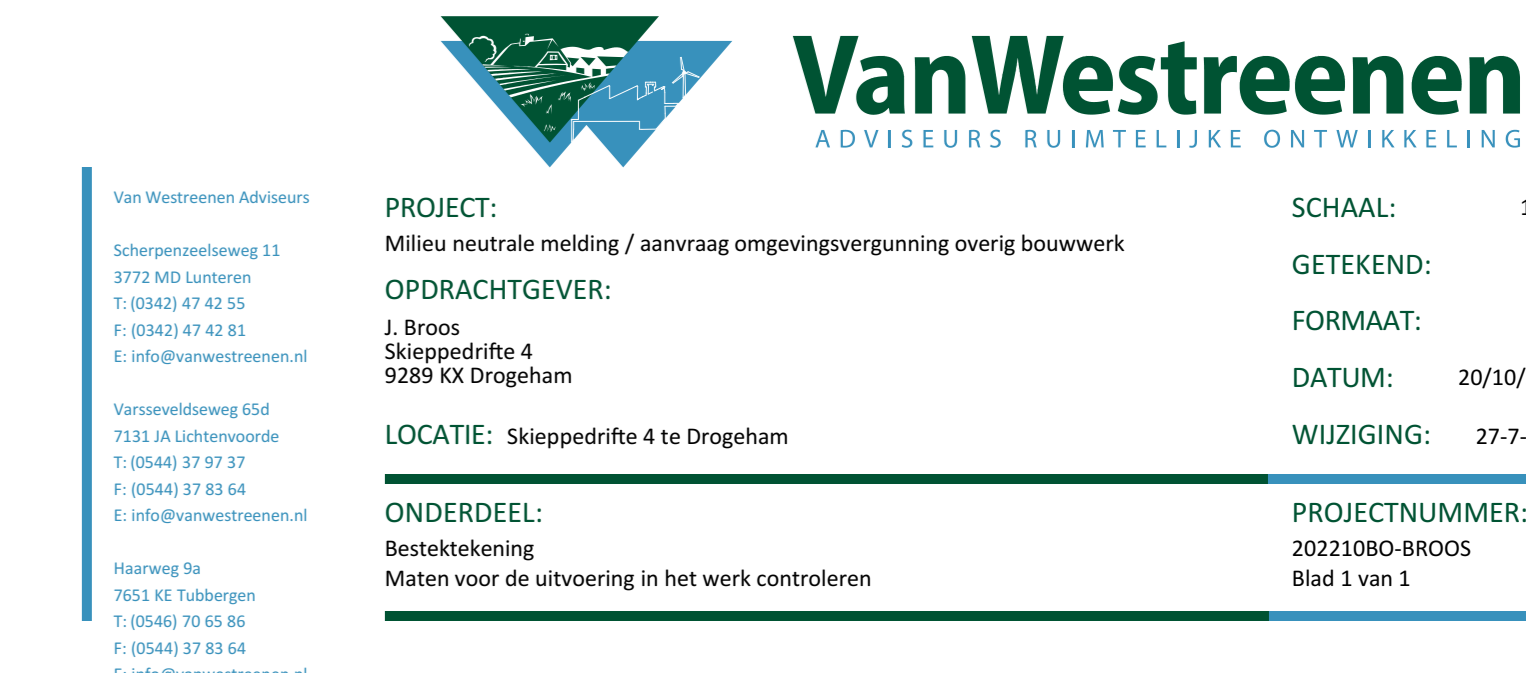 VanWestreenen
ADVISEURS RUIMTELIJKE ONTWIKKELING
Van Westreenen Adviseurs
Scherpenzeelseweg 11
3772 MD Lunteren
T: (0342) 47 42 55
F: (0342) 47 42 81
E: info@vanwestreenen.nl
Varsseveldseweg 65d
7131 JA Lichtenvoorde
T: (0544) 37 97 37
F: (0544) 37 83 64
E: info@vanwestreenen.nl
Haarweg 9a
7651 KE Tubbergen
T: (0546) 70 65 86
F: (0544) 37 83 64
PROJECT:
Milieu neutrale melding / aanvraag omgevingsvergunning overig bouwwerk
OPDRACHTGEVER:
J. Broos
Skieppedrifte 4
9289 KX Drogeham
LOCATIE: Skieppedrifte 4 te Drogeham
SCHAAL:
GETEKEND:
FORMAAT:
DATUM: 20/10/
WIJZIGING: 27-7-
ONDERDEEL:
Bestektekening
Maten voor de uitvoering in het werk controleren
PROJECTNUMMER:
202210BO-BROOS
Blad 1 van 1